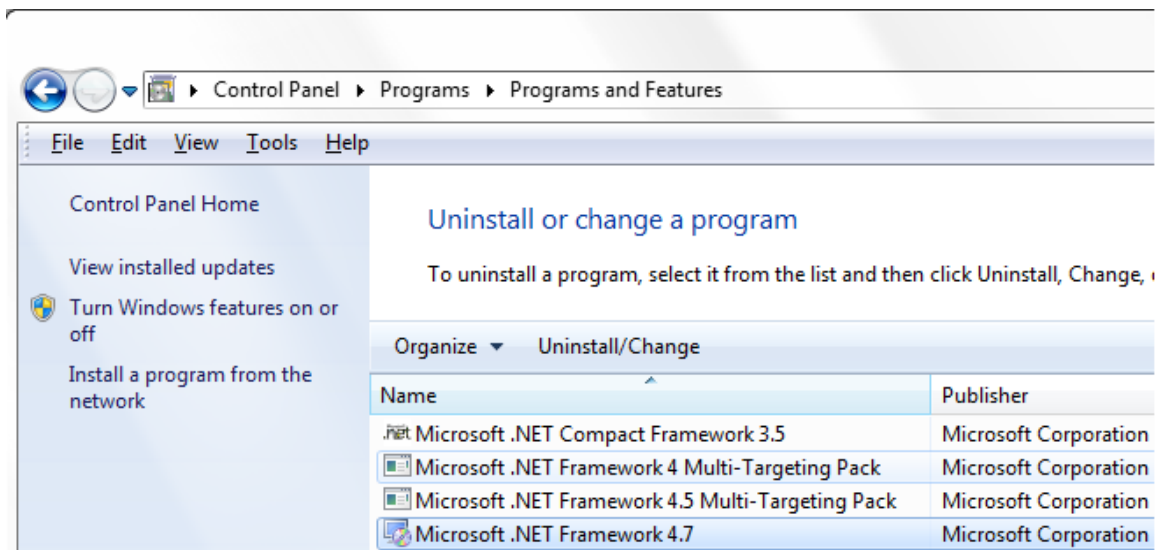 Control Panel Programs Programs and Features
File Edit View Tools Help
Control Panel Home
View installed updates
Turn Windows features on or
off
Install a program from the
network
Uninstall or change a program
To uninstall a program, select it from the list and then click Uninstall, Change,
Organize Uninstall/Change
Name Publisher
.net Microsoft .NET Compact Framework 3.5 Microsoft Corporation
Microsoft .NET Framework 4 Multi-Targeting Pack Microsoft Corporation
Microsoft .NET Framework 4.5 Multi-Targeting Pack Microsoft Corporation
Microsoft .NET Framework 4.7 Microsoft Corporation